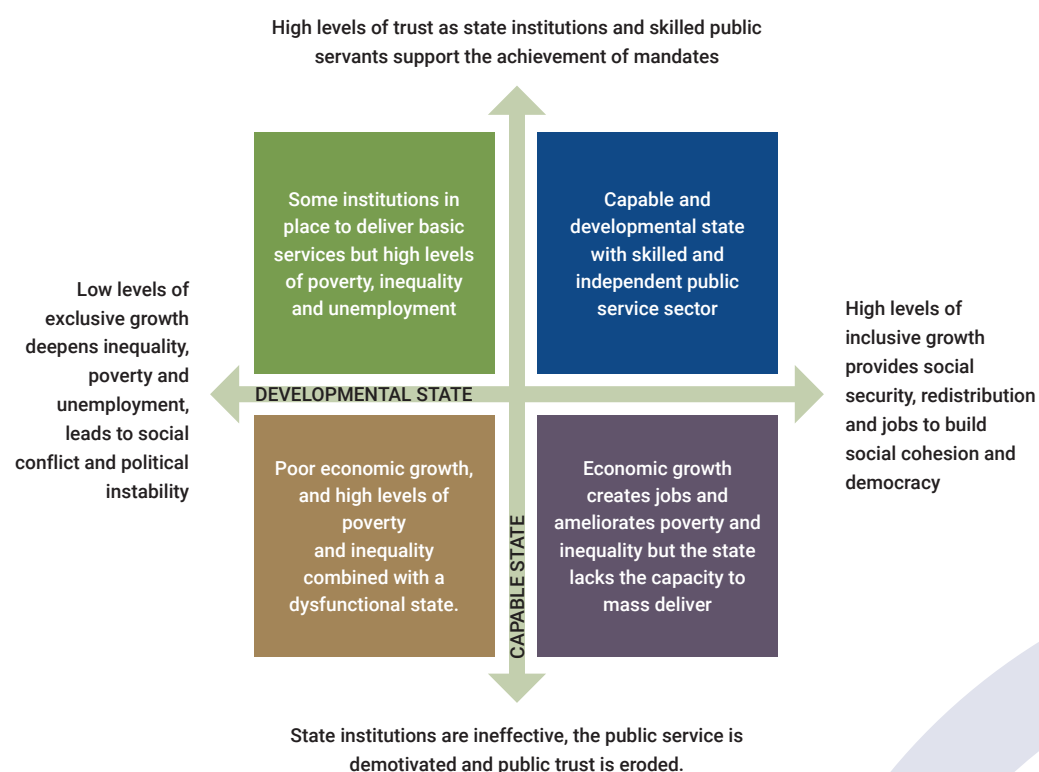 High levels of trust as state institutions and skilled public
servants support the achievement of mandates
Some institutions in
place to deliver basic
services but high levels
of poverty, inequality
and unemployment
Capable and
developmental state
with skilled and
independent public
service sector
Low levels of
exclusive growth
deepens inequality,
poverty and
unemployment,
leads to social
conflict and political
instability
DEVELOPMENTAL STATE
High levels of
inclusive growth
provides social
security, redistribution
and jobs to build
social cohesion and
democracy
Poor economic growth,
and high levels of
poverty
and inequality
combined with a
dysfunctional state.
CAPABLE STATE
Economic growth
creates jobs and
ameliorates poverty and
inequality but the state
lacks the capacity to
mass deliver
State institutions are ineffective, the public service is
demotivated and public trust is eroded.